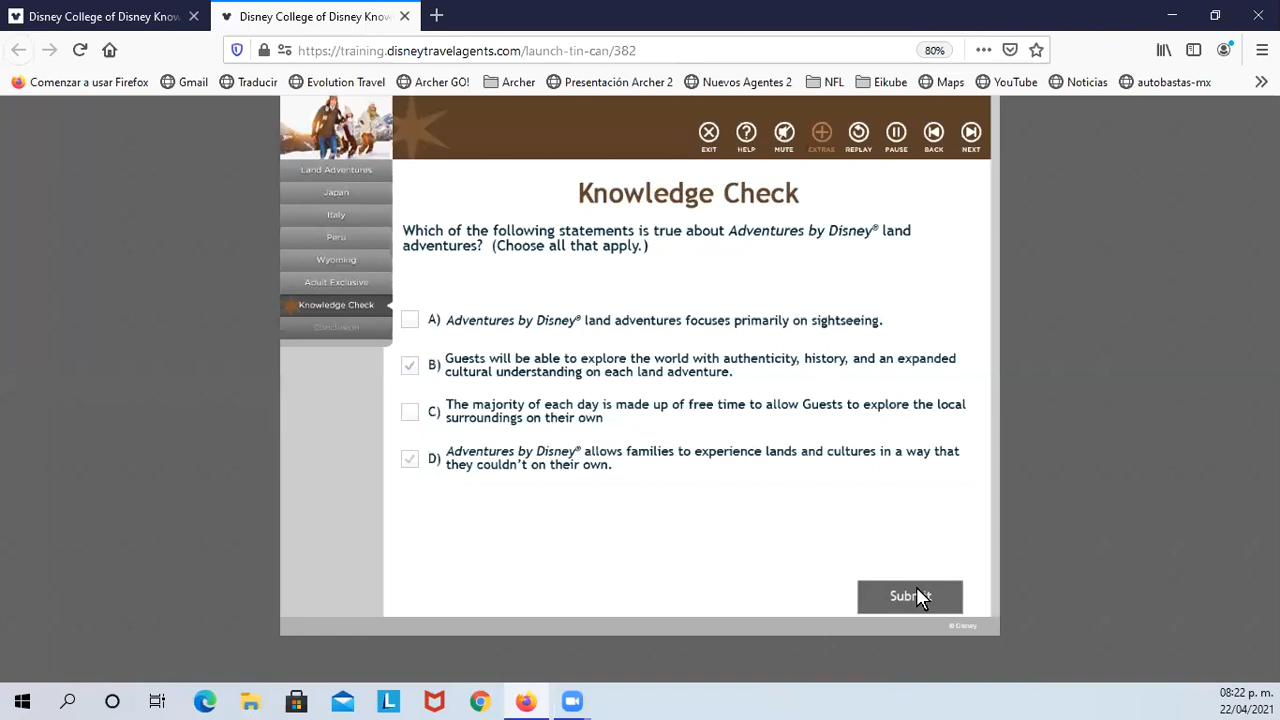 Disney College of Disney Know
Disney College of Disney Kno
https://training.disneytravelagents.com/launch-tin-can/382
80%
Comenzar a usar Firefox
Gmail
Traducir
Evolution Travel
Archer GO!
Archer
Presentación Archer 2
Nuevos Agentes 2
NFL
Eikube
Maps
YouTube
Noticias
autobastas-mx
EXIT
HELP
MUTE
EXTRAS
REPLAY
PAUSE
BACK
NEXT
Land Adventures
Japan
Italy
Peru
Wyoming
Adult Exclusive
Knowledge Check
Conclusion
Knowledge Check
Which of the following statements is true about Adventures by Disney® land
adventures? (Choose all that apply.)
A) Adventures by Disney® land adventures focuses primarily on sightseeing.
B) Guests will be able to explore the world with authenticity, history, and an expanded
cultural understanding on each land adventure.
C) The majority of each day is made up of free time to allow Guests to explore the local
surroundings on their own
D) Adventures by Disney® allows families to experience lands and cultures in a way that
they couldn't on their own.
Submit
© Disney
08:22 p. m.
22/04/2021